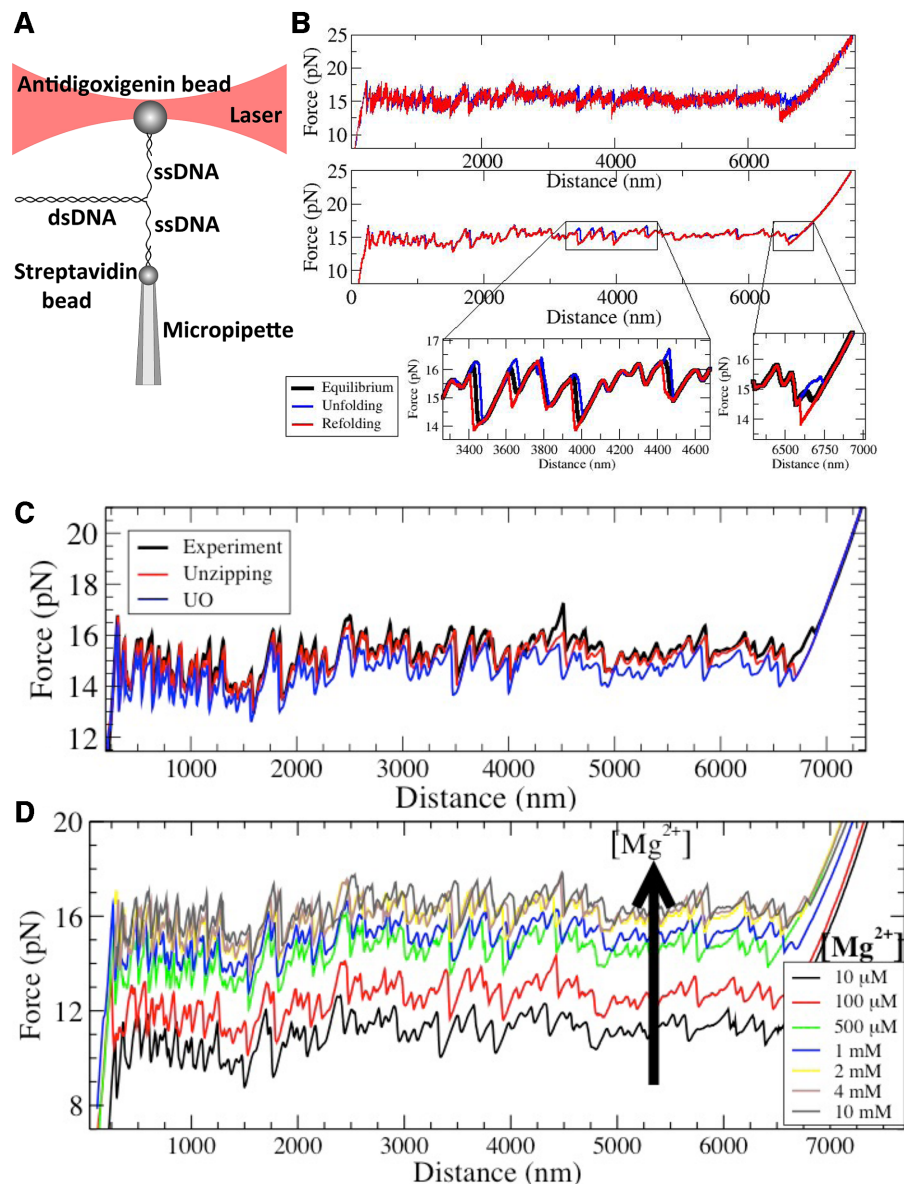 A
Antidigoxigenin bead
Laser
ssDNA
dsDNA
ssDNA
Streptavidin
bead
Micropipette
B
Force (pN)
25
20
15
10
2000
4000
6000
Distance (nm)
Force (pN)
25
20
15
10
0
2000
4000
6000
Distance (nm)
Equilibrium
Unfolding
Refolding
Force (pN)
17
16
15
14
3400
3600
3800
4000
4200
4400
4600
Distance (nm)
Force (pN)
16
15
14
6500
6750
7000
Distance (nm)
C
Force (pN)
20
18
16
14
12
Experiment
Unzipping
UO
1000
2000
3000
4000
5000
6000
7000
Distance (nm)
D
Force (pN)
20
16
12
8
[Mg2+]
[Mg2+]
10 μM
100 μM
500 μM
1 mM
2 mM
4 mM
10 mM
1000
2000
3000
4000
5000
6000
7000
Distance (nm)